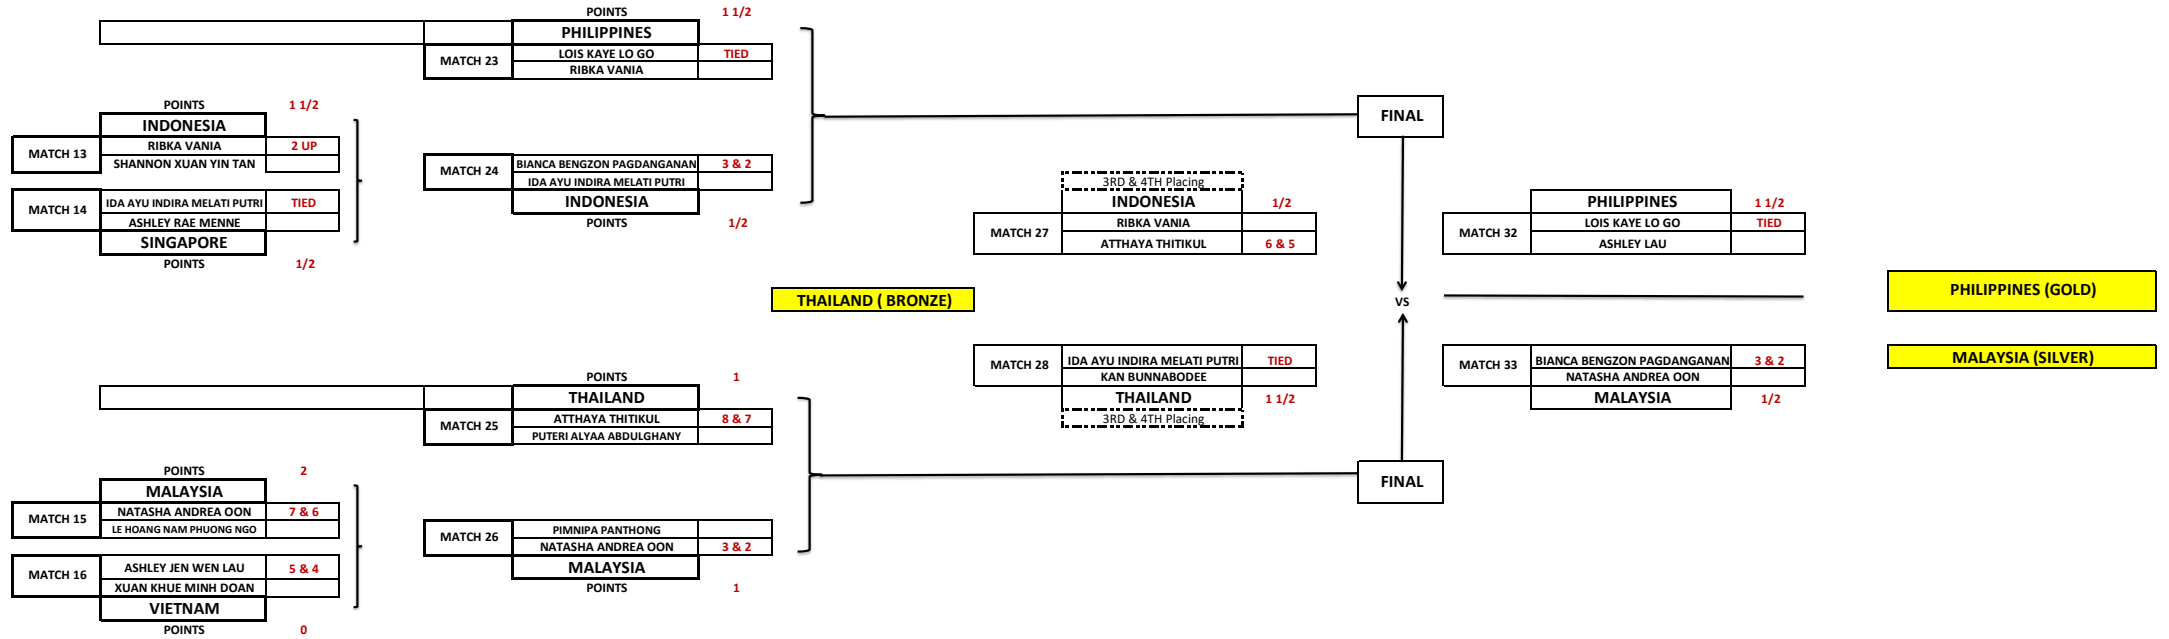 POINTS 1 1/2
PHILIPPINES
MATCH 23
LOIS KAYE LO GO TIED
RIBKA VANIA
POINTS 1 1/2
INDONESIA
MATCH 13
RIBKA VANIA 2 UP
SHANNON XUAN YIN TAN
MATCH 14
IDA AYU INDIRA MELATI PUTRI TIED
ASHLEY RAE MENNE
SINGAPORE
POINTS 1/2
MATCH 24
BIANCA BENGZON PAGDANGANAN 3 & 2
IDA AYU INDIRA MELATI PUTRI
INDONESIA
POINTS 1/2
FINAL
3RD & 4TH Placing
INDONESIA 1/2
MATCH 27
RIBKA VANIA
ATTHAYA THITIKUL 6 & 5
PHILIPPINES 1 1/2
MATCH 32
LOIS KAYE LO GO TIED
ASHLEY LAU
THAILAND ( BRONZE)
VS
PHILIPPINES (GOLD)
MALAYSIA (SILVER)
MATCH 28
IDA AYU INDIRA MELATI PUTRI TIED
KAN BUNNABODEE
THAILAND 1 1/2
3RD & 4TH Placing
MATCH 33
BIANCA BENGZON PAGDANGANAN 3 & 2
NATASHA ANDREA OON
MALAYSIA 1/2
POINTS 1
THAILAND
MATCH 25
ATTHAYA THITIKUL 8 & 7
PUTERI ALYAA ABDULGHANY
POINTS 2
MALAYSIA
MATCH 15
NATASHA ANDREA OON 7 & 6
LE HOANG NAM PHUONG NGO
MATCH 16
ASHLEY JEN WEN LAU 5 & 4
XUAN KHUE MINH DOAN
VIETNAM
POINTS 0
MATCH 26
PIMNIPA PANTHONG
NATASHA ANDREA OON 3 & 2
MALAYSIA
POINTS 1
FINAL